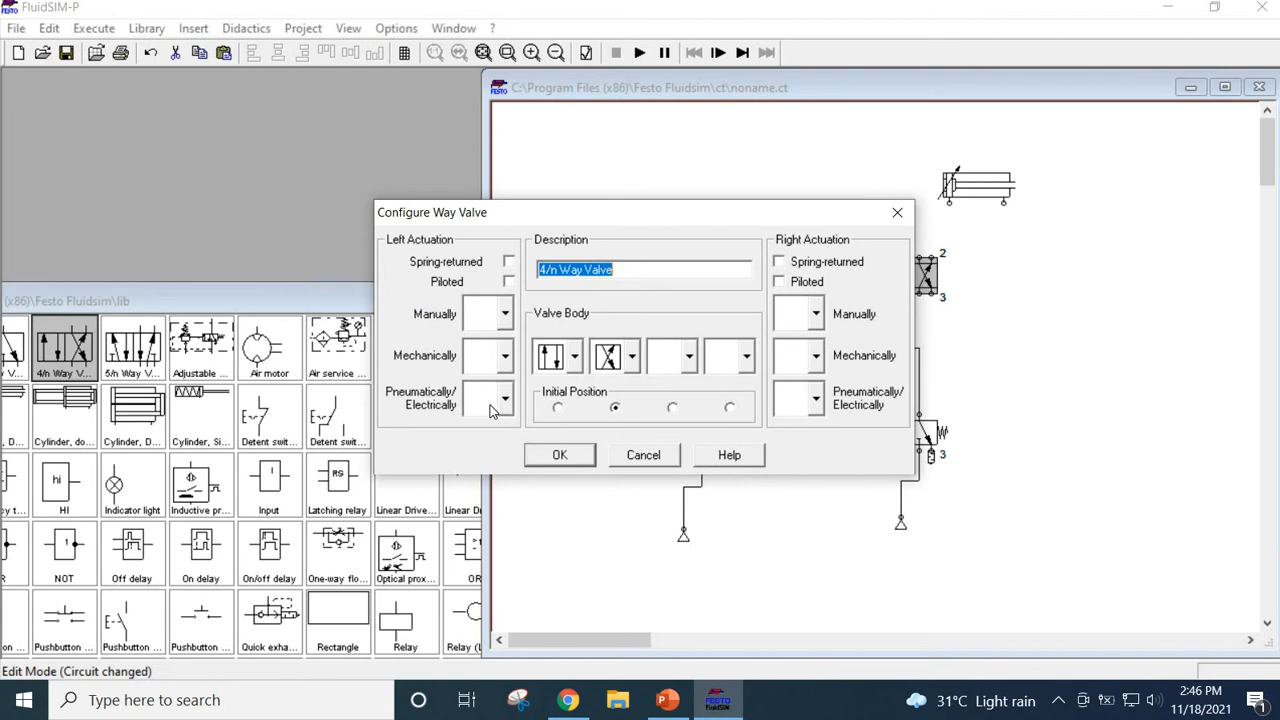 FluidSIM-P
File Edit Execute Library Insert Didactics Project View Options Window ?
C:\Program Files (x86)\Festo Fluidsim\ct\noname.ct
FESTO
Configure Way Valve
Left Actuation
Description
Right Actuation
Spring-returned
4/n Way Valve
Spring-returned
Piloted
Piloted
Manually
Valve Body
Manually
Mechanically
Mechanically
Pneumatically/
Electrically
Initial Position
Pneumatically/
Electrically
OK
Cancel
Help
2
3
3
(x86)\Festo Fluidsim\lib
4/n Way V... 5/n Way V... Adjustable ... Air motor Air service ...
, D... Cylinder, do... Cylinder, D... Cylinder, Si... Detent swit... Detent swit...
hi
RS
1
HI Indicator light Inductive pr... Input Latching relay Linear Drive... Linear Driv...
1
NOT Off delay On delay On/off delay One-way flo... Optical prox... OR
Pushbutton ... Pushbutton ... Pushbutton ... Quick exha... Rectangle Relay Relay (
Edit Mode (Circuit changed)
Type here to search
31°C Light rain
2:46 PM
11/18/2021
1